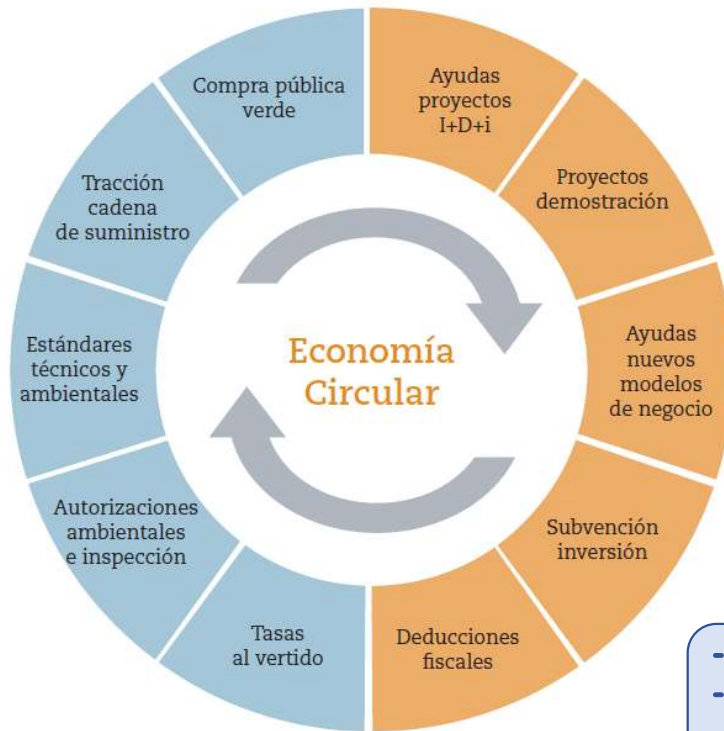 Compra pública
verde
Ayudas
proyectos
I+D+i
Tracción
cadena
de suministro
Proyectos
demostración
Estándares
técnicos y
ambientales
Economía
Circular
Ayudas
nuevos
modelos
de negocio
Autorizaciones
ambientales
e inspección
Subvención
inversión
Tasas
al vertido
Deducciones
fiscales